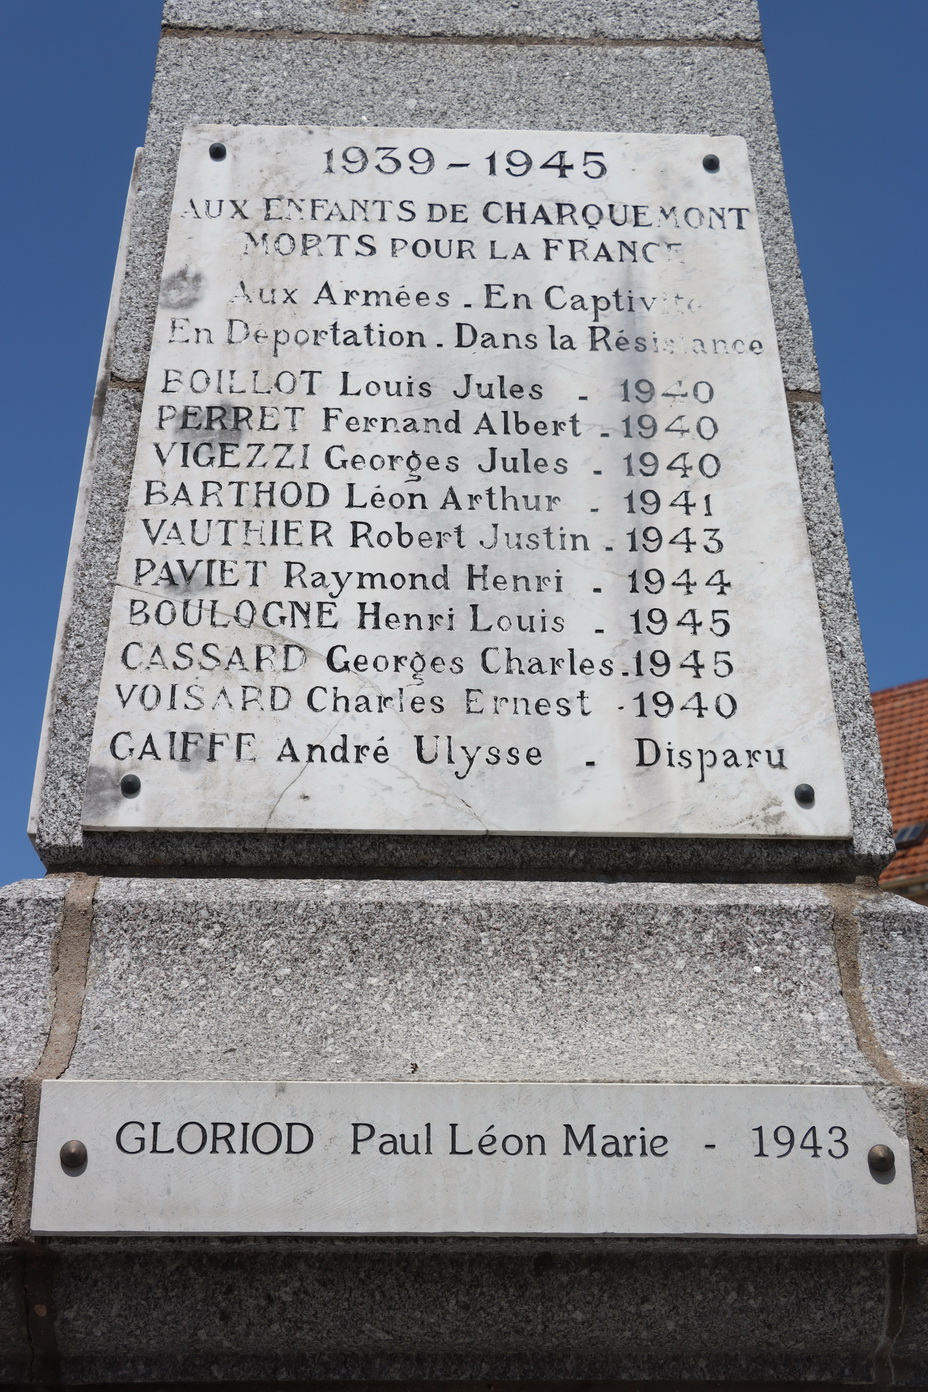 1939-1945
AUX ENFANTS DE CHARQUEMONT
MORTS POUR LA FRANCE
Aux Armées - En Captivité
En Déportation - Dans la Résistance
BOILLOT Louis Jules - 1940
PERRET Fernand Albert - 1940
VIGEZZI Georges Jules - 1940
BARTHOD Léon Arthur - 1941
VAUTHIER Robert Justin - 1943
PAVIET Raymond Henri - 1944
BOULOGNE Henri Louis - 1945
CASSARD Georges Charles - 1945
VOISARD Charles Ernest - 1940
GAIFFE André Ulysse - Disparu
GLORIOD Paul Léon Marie - 1943